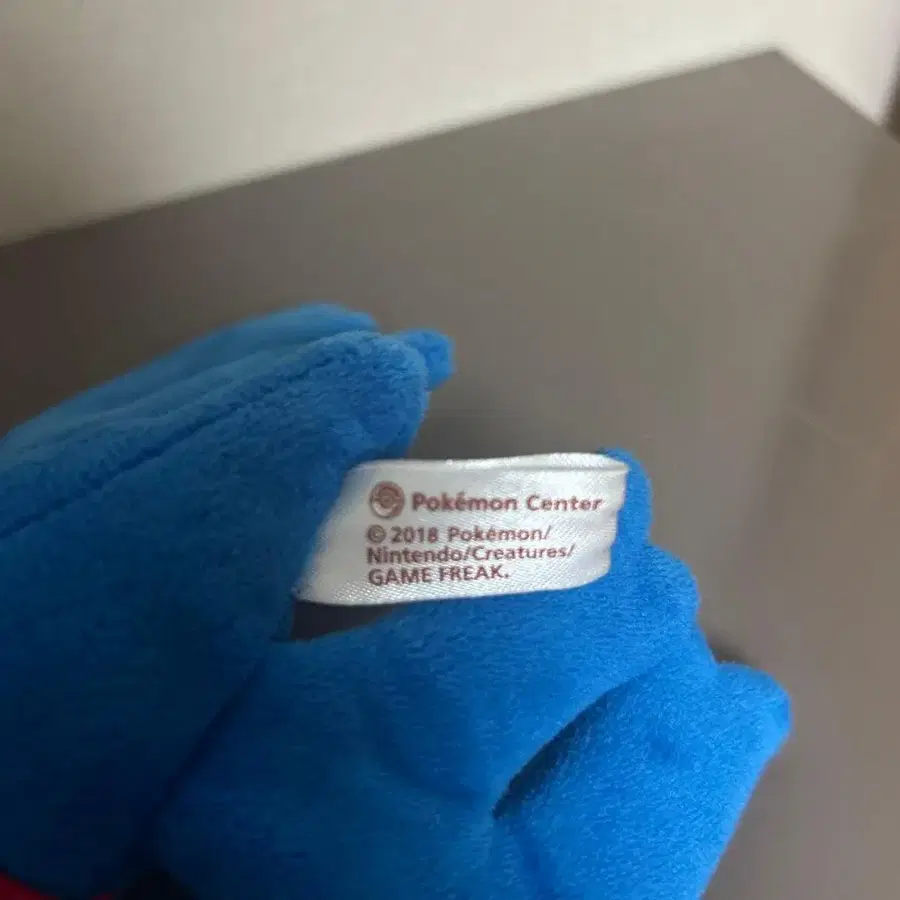 Pokémon Center
© 2018 Pokémon/
Nintendo/Creatures/
GAME FREAK.